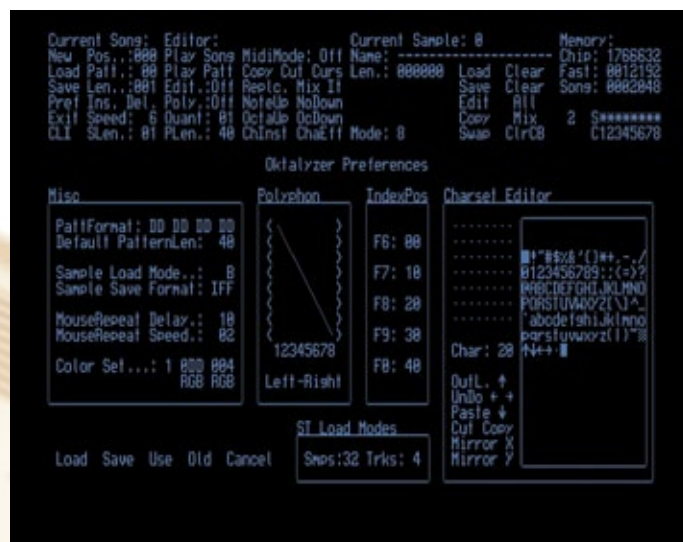 Current Song: Editor: Current Sample: 0 Memory:
New Pos..:000 Play Song MidiMode: Off Name: -------------------- Chip: 1766632
Load Patt.: 00 Play Patt Copy Cut Curs Len.: 000000 Load Clear Fast: 0012192
Save Len..:001 Edit.:Off Replc. Mix If Save Clear Song: 0002048
Pref Ins. Del. Poly.:Off NoteUp NoDown Edit All
Exit Speed: 6 Quant: 01 OctaUp OcDown Copy Mix 2 S********
CLI SLen.: 01 PLen.: 40 ChInst ChaEff Mode: 8 Swap ClrCB C12345678
Oktalyzer Preferences
Misc Polyphon IndexPos Charset Editor
PattFormat: DD DD DD DD
Default PatternLen: 40 F6: 00
Sample Load Mode..: B F7: 10
Sample Save Format: IFF
F8: 20
MouseRepeat Delay.: 10
MouseRepeat Speed.: 02 F9: 30
12345678 Char: 20
Color Set...: 1 0DD 004 F0: 40
RGB RGB Left-Right
!"#$%&'()*+,-./
0123456789:;<=>?
@ABCDEFGHIJKLMNO
PQRSTUVWXYZ[\]^_
`abcdefghijklmno
pqrstuvwxyz{|}~
OutL. ↑
UnDo ← →
Paste ↓
Cut Copy
Mirror X
Mirror Y
ST Load Modes
Load Save Use Old Cancel Smps:32 Trks: 4